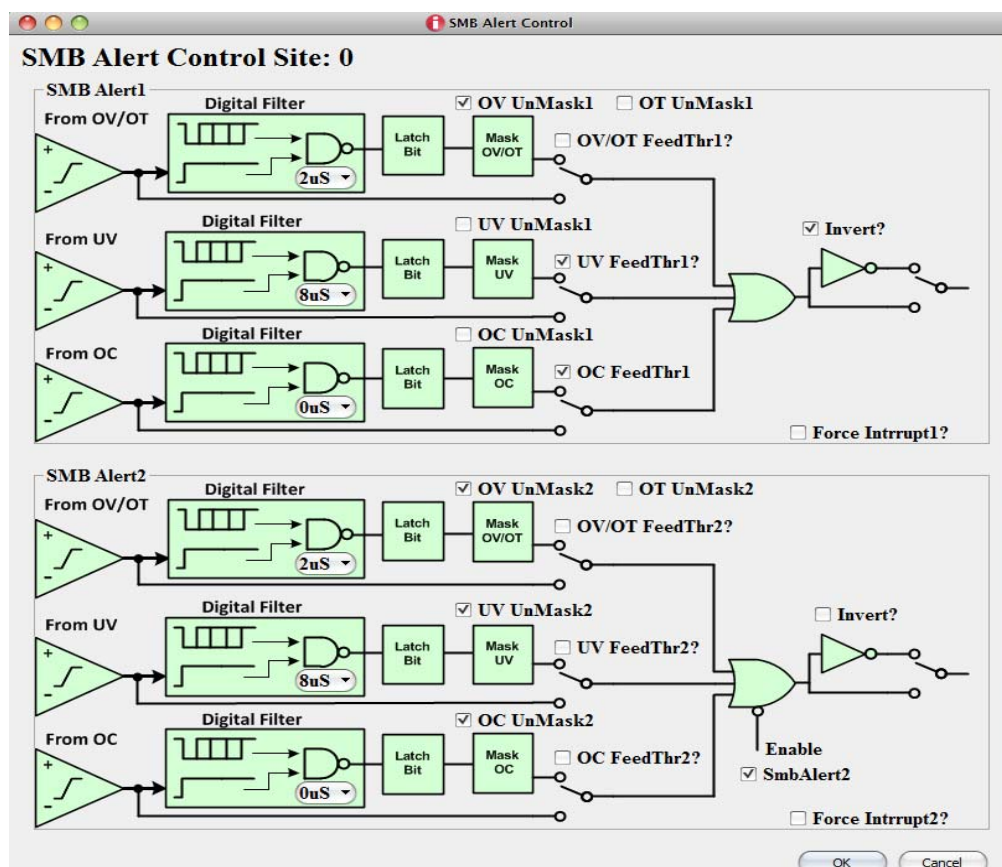 SMB Alert Control
SMB Alert Control Site: 0
SMB Alert1
From OV/OT
Digital Filter
2uS
Latch Bit
Mask OV/OT
OV UnMask1
OT UnMask1
OV/OT FeedThr1?
From UV
Digital Filter
8uS
Latch Bit
Mask UV
UV UnMask1
UV FeedThr1?
Invert?
From OC
Digital Filter
0uS
Latch Bit
Mask OC
OC UnMask1
OC FeedThr1
Force Intrrupt1?
SMB Alert2
From OV/OT
Digital Filter
2uS
Latch Bit
Mask OV/OT
OV UnMask2
OT UnMask2
OV/OT FeedThr2?
From UV
Digital Filter
8uS
Latch Bit
Mask UV
UV UnMask2
UV FeedThr2?
Invert?
From OC
Digital Filter
0uS
Latch Bit
Mask OC
OC UnMask2
OC FeedThr2?
Enable
SmbAlert2
Force Intrrupt2?
OK
Cancel